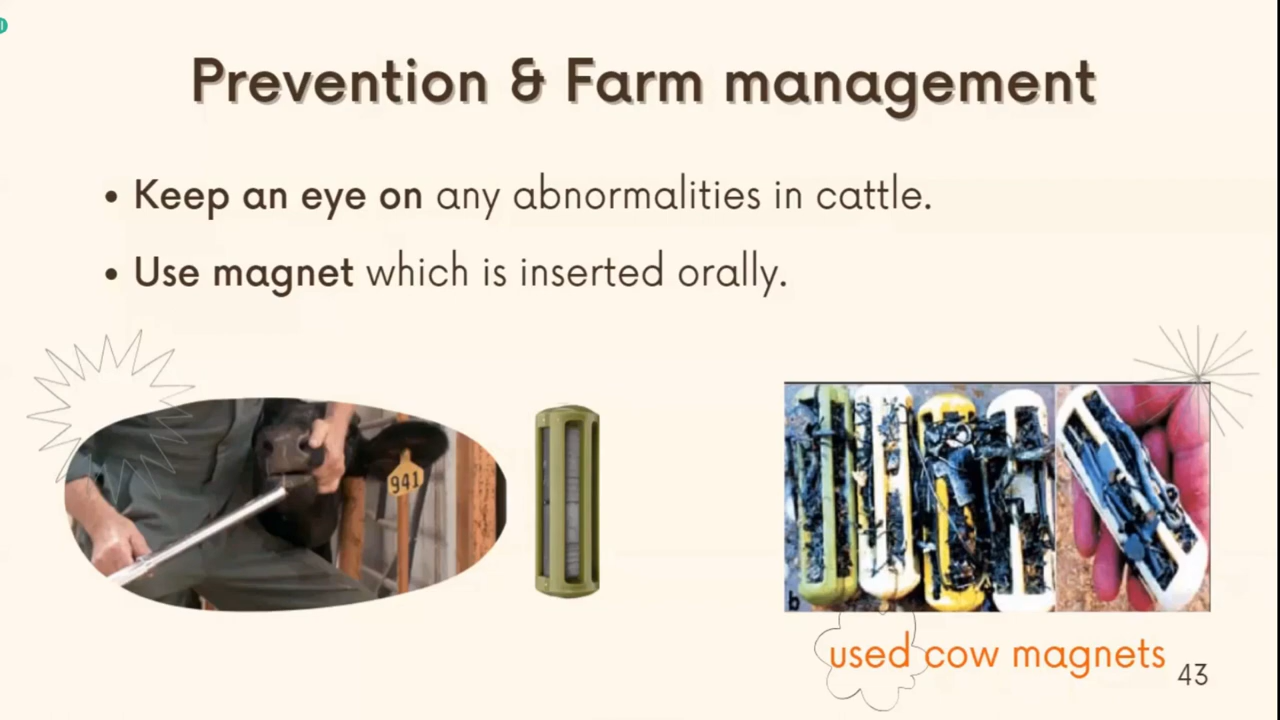 Prevention & Farm management
• Keep an eye on any abnormalities in cattle.
• Use magnet which is inserted orally.
941
b
used cow magnets
43